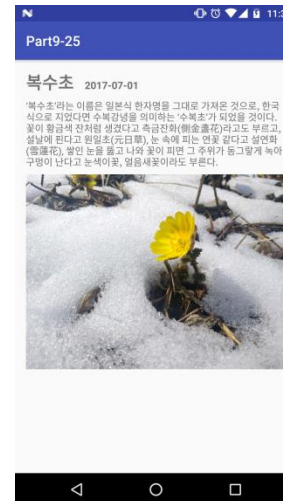 11:3
Part9-25
복수초 2017-07-01
'복수초'라는 이름은 일본식 한자명을 그대로 가져온 것으로, 한국
식으로 지었다면 수복강녕을 의미하는 '수복초'가 되었을 것이다.
꽃이 황금색 잔처럼 생겼다고 측금잔화(側金盞花)라고도 부르고,
설날에 핀다고 원일초(元日草), 눈 속에 피는 연꽃 같다고 설연화
(雪蓮花), 쌓인 눈을 뚫고 나와 꽃이 피면 그 주위가 동그랗게 녹아
구멍이 난다고 눈색이꽃, 얼음새꽃이라도 부른다.